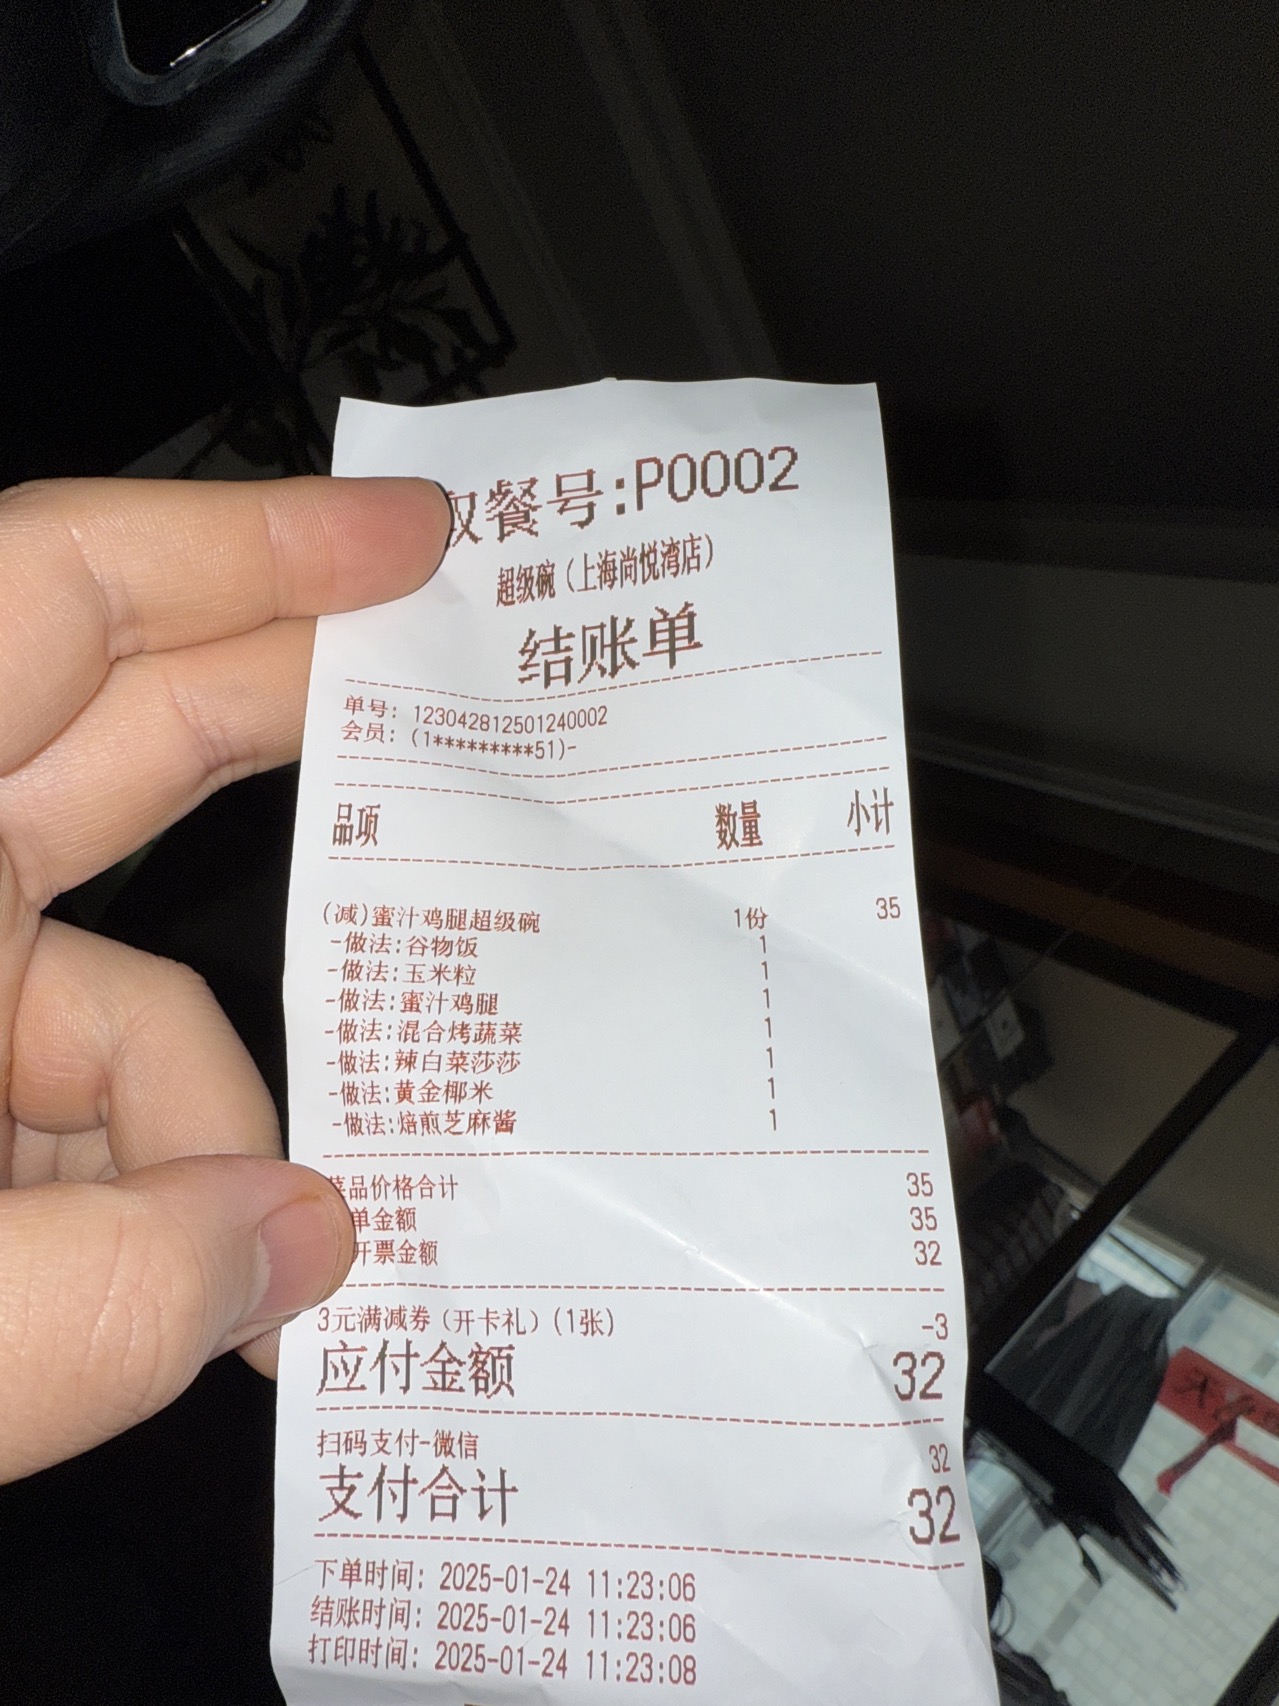 取餐号:P0002
超级碗（上海尚悦湾店）
结账单
单号: 123042812501240002
会员: (1*********51)-
品项 数量 小计
(减)蜜汁鸡腿超级碗 1份 35
-做法:谷物饭 1
-做法:玉米粒 1
-做法:蜜汁鸡腿 1
-做法:混合烤蔬菜 1
-做法:辣白菜莎莎 1
-做法:黄金椰米 1
-做法:焙煎芝麻酱 1
菜品价格合计 35
单金额 35
开票金额 32
3元满减券（开卡礼）(1张) -3
应付金额 32
扫码支付-微信 32
支付合计 32
下单时间: 2025-01-24 11:23:06
结账时间: 2025-01-24 11:23:06
打印时间: 2025-01-24 11:23:08